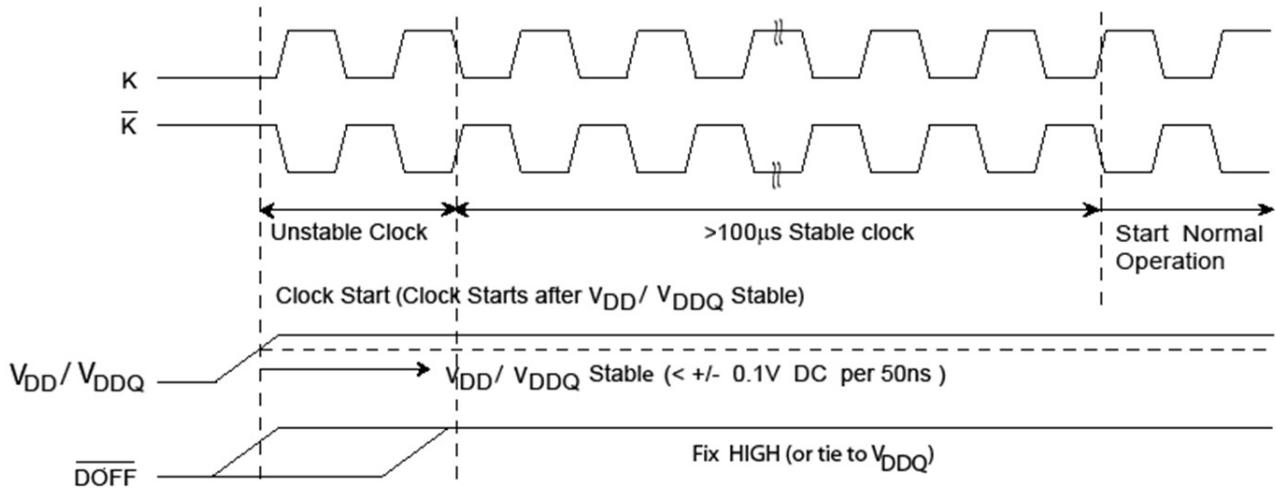 K
K̅
Unstable Clock
>100μs Stable clock
Start Normal
Operation
Clock Start (Clock Starts after VDD/ VDDQ Stable)
VDD/ VDDQ
VDD/ VDDQ Stable (< +/- 0.1V DC per 50ns )
D̅O̅F̅F̅
Fix HIGH (or tie to VDDQ)